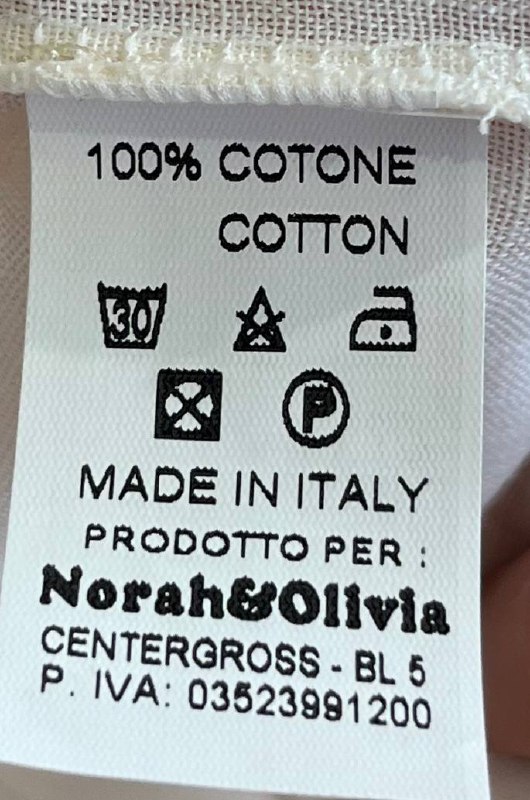 100% COTONE
COTTON
30
P
MADE IN ITALY
PRODOTTO PER :
Norah&Olivia
CENTERGROSS - BL 5
P. IVA: 03523991200